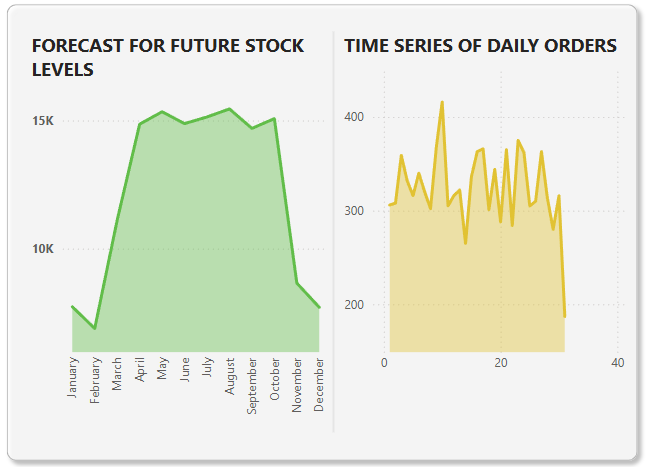 FORECAST FOR FUTURE STOCK
LEVELS
15K
10K
January
February
March
April
May
June
July
August
September
October
November
December
TIME SERIES OF DAILY ORDERS
400
300
200
0
20
40